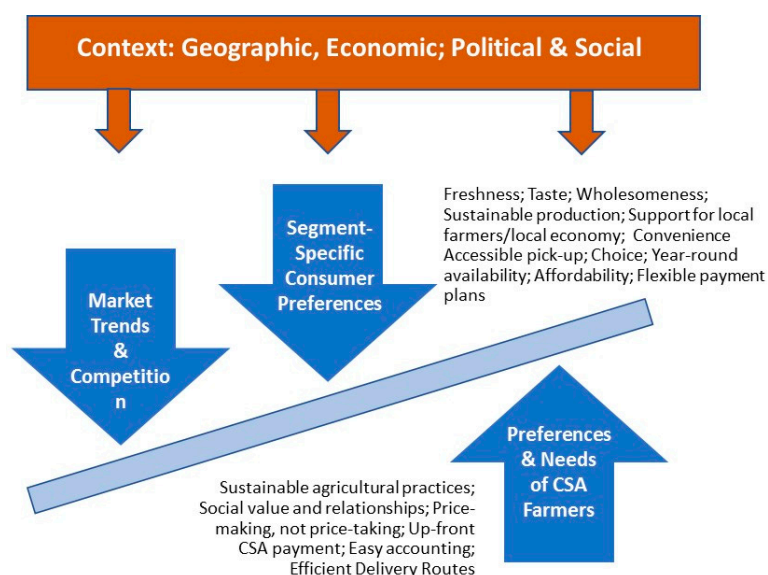 Context: Geographic, Economic; Political & Social
Freshness; Taste; Wholesomeness;
Sustainable production; Support for local
farmers/local economy; Convenience
Accessible pick-up; Choice; Year-round
availability; Affordability; Flexible payment
plans
Segment-
Specific
Consumer
Preferences
Market
Trends
&
Competitio
n
Preferences
& Needs
of CSA
Farmers
Sustainable agricultural practices;
Social value and relationships; Price-
making, not price-taking; Up-front
CSA payment; Easy accounting;
Efficient Delivery Routes